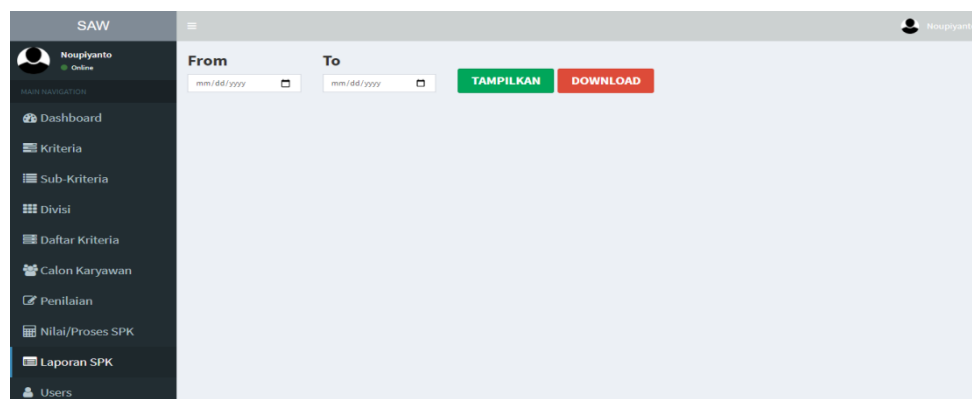 SAW
Noupiyant
Noupiyanto
Online
MAIN NAVIGATION
Dashboard
Kriteria
Sub-Kriteria
Divisi
Daftar Kriteria
Calon Karyawan
Penilaian
Nilai/Proses SPK
Laporan SPK
Users
From
To
mm/dd/yyyy
mm/dd/yyyy
TAMPILKAN
DOWNLOAD